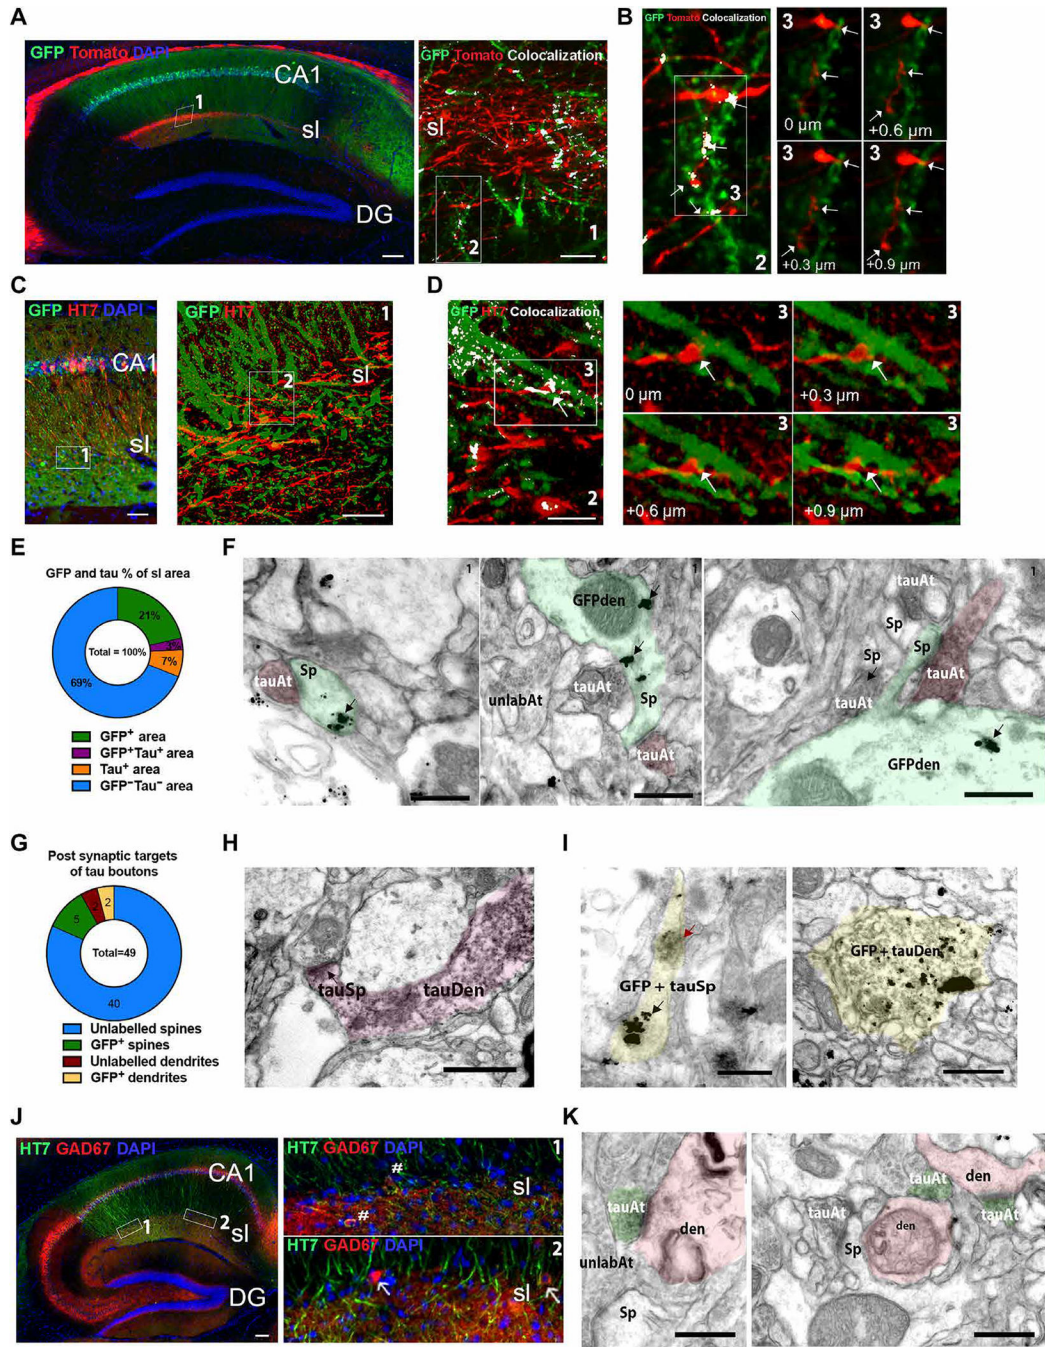 A
GFP Tomato DAPI
CA1
1
sl
DG
GFP Tomato Colocalization
sl
2
1
B
GFP Tomato Colocalization
3
2
3
0 µm
3
+0.6 µm
3
+0.3 µm
3
+0.9 µm
C
GFP HT7 DAPI
CA1
sl
1
GFP HT7
1
2
sl
D
GFP HT7 Colocalization
3
2
3
0 µm
3
+0.3 µm
3
+0.6 µm
3
+0.9 µm
E
GFP and tau % of sl area
21%
3%
7%
69%
Total = 100%
GFP+ area
GFP+Tau+ area
Tau+ area
GFP−Tau− area
F
1
tauAt
Sp
1
GFPden
unlabAt
tauAt
Sp
tauAt
1
tauAt
Sp
Sp
Sp
tauAt
tauAt
GFPden
G
Post synaptic targets
of tau boutons
5
2
2
Total=49
40
Unlabelled spines
GFP+ spines
Unlabelled dendrites
GFP+ dendrites
H
tauSp
tauDen
I
GFP + tauSp
GFP + tauDen
J
HT7 GAD67 DAPI
CA1
1
2
sl
DG
HT7 GAD67 DAPI
1
#
sl
#
HT7 GAD67 DAPI
2
sl
K
tauAt
den
unlabAt
Sp
tauAt
den
tauAt
den
Sp
tauAt